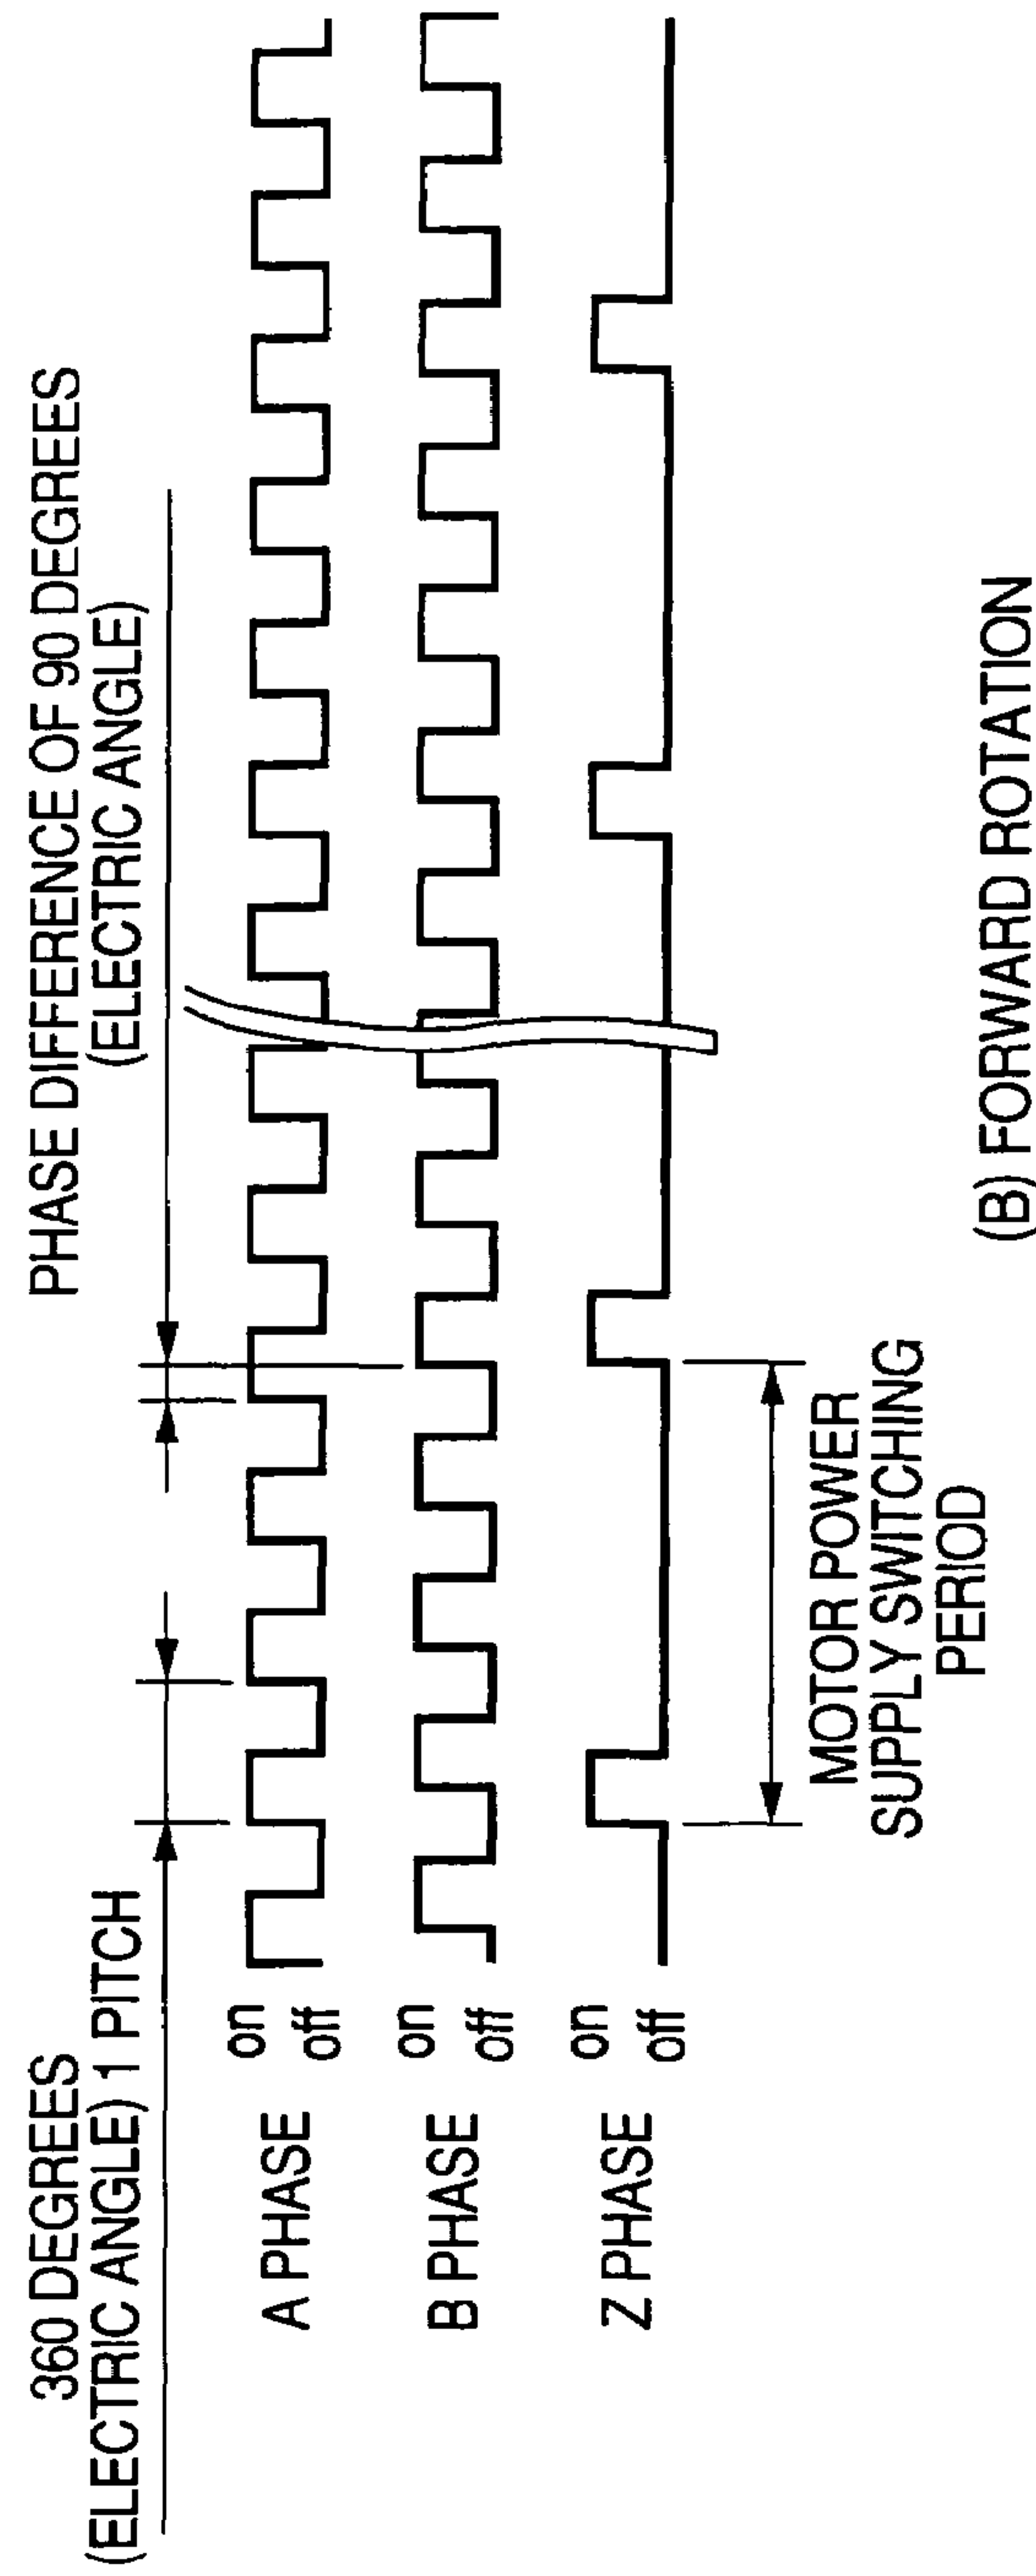 360 DEGREES
(ELECTRIC ANGLE) 1 PITCH
PHASE DIFFERENCE OF 90 DEGREES
(ELECTRIC ANGLE)
A PHASE
on
off
B PHASE
on
off
Z PHASE
on
off
MOTOR POWER
SUPPLY SWITCHING
PERIOD
(B) FORWARD ROTATION